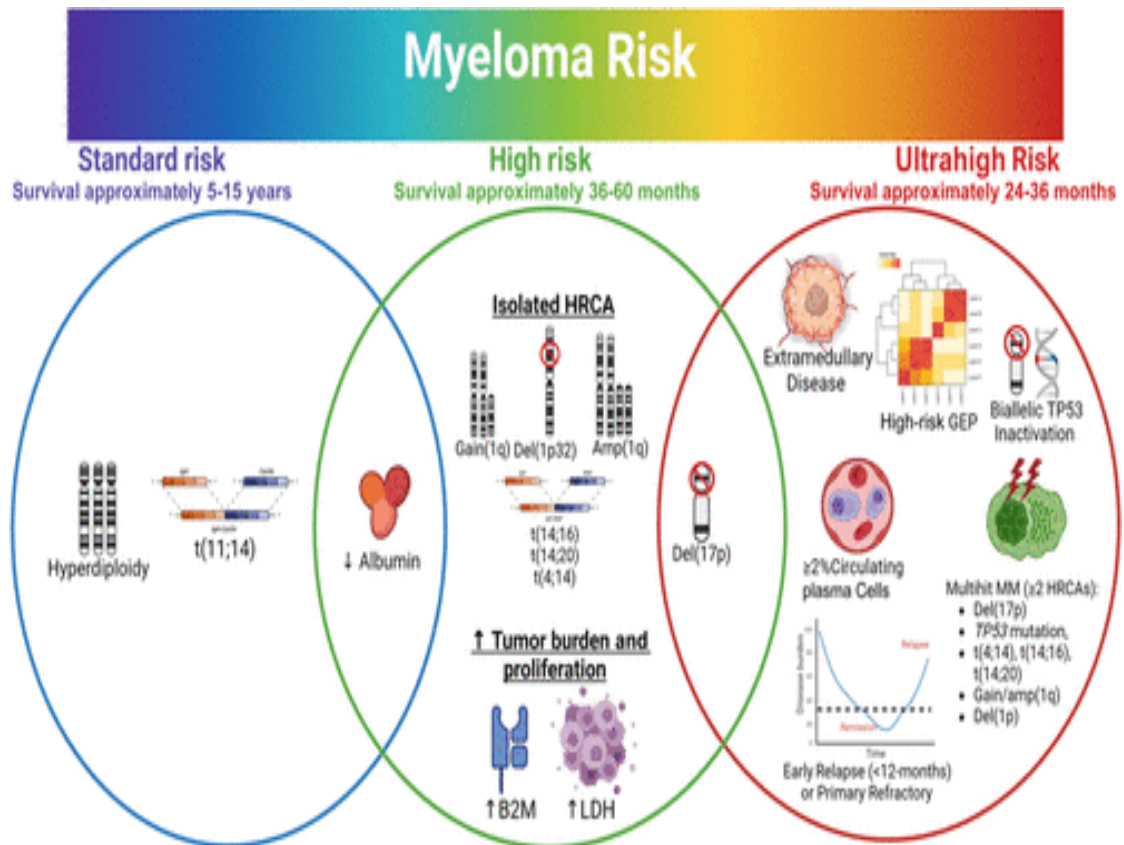 Myeloma Risk
Standard risk
Survival approximately 5-15 years
High risk
Survival approximately 36-60 months
Ultrahigh Risk
Survival approximately 24-36 months
Hyperdiploidy
t(11;14)
↓ Albumin
Isolated HRCA
Gain(1q)
Del(1p32)
Amp(1q)
t(14;16)
t(14;20)
t(4;14)
↑ Tumor burden and
proliferation
↑B2M
↑LDH
Del(17p)
Extramedullary
Disease
High-risk GEP
Biallelic TP53
Inactivation
≥2%Circulating
plasma Cells
Multihit MM (≥2 HRCAs):
• Del(17p)
• TP53 mutation,
• t(4;14), t(14;16),
t(14;20)
• Gain/amp(1q)
• Del(1p)
Relapse
Remission
Time
Early Relapse (<12-months)
or Primary Refractory